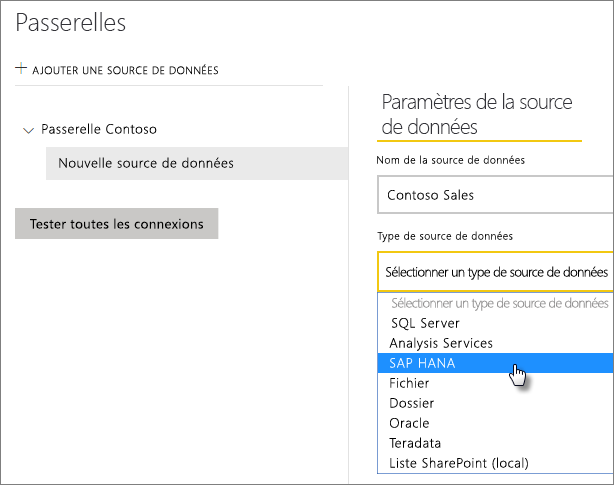 Passerelles
+ AJOUTER UNE SOURCE DE DONNÉES
Passerelle Contoso
Nouvelle source de données
Tester toutes les connexions
Paramètres de la source
de données
Nom de la source de données
Contoso Sales
Type de source de données
Sélectionner un type de source de données
Sélectionner un type de source de données
SQL Server
Analysis Services
SAP HANA
Fichier
Dossier
Oracle
Teradata
Liste SharePoint (local)